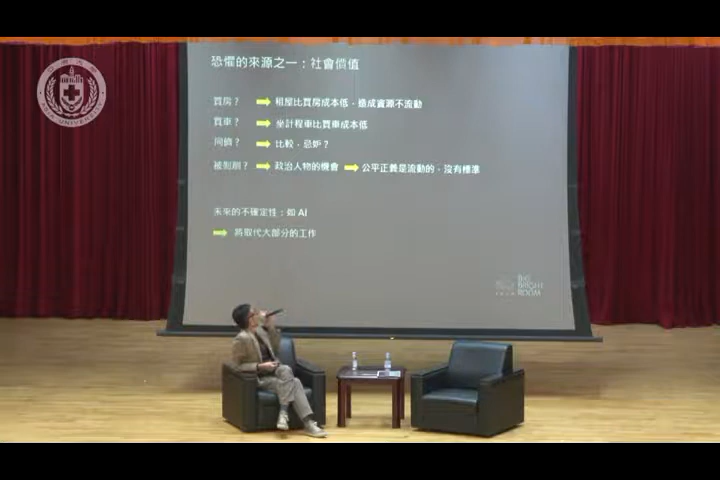 恐懼的來源之一：社會價值
買房？ 租屋比買房成本低，造成資源不流動
買車？ 坐計程車比買車成本低
同儕？ 比較，忌妒？
被剝削？ 政治人物的機會 公平正義是流動的，沒有標準
未來的不確定性：如 AI
將取代大部分的工作
BIG
BRIGHT
ROOM
ASIA UNIVERSITY